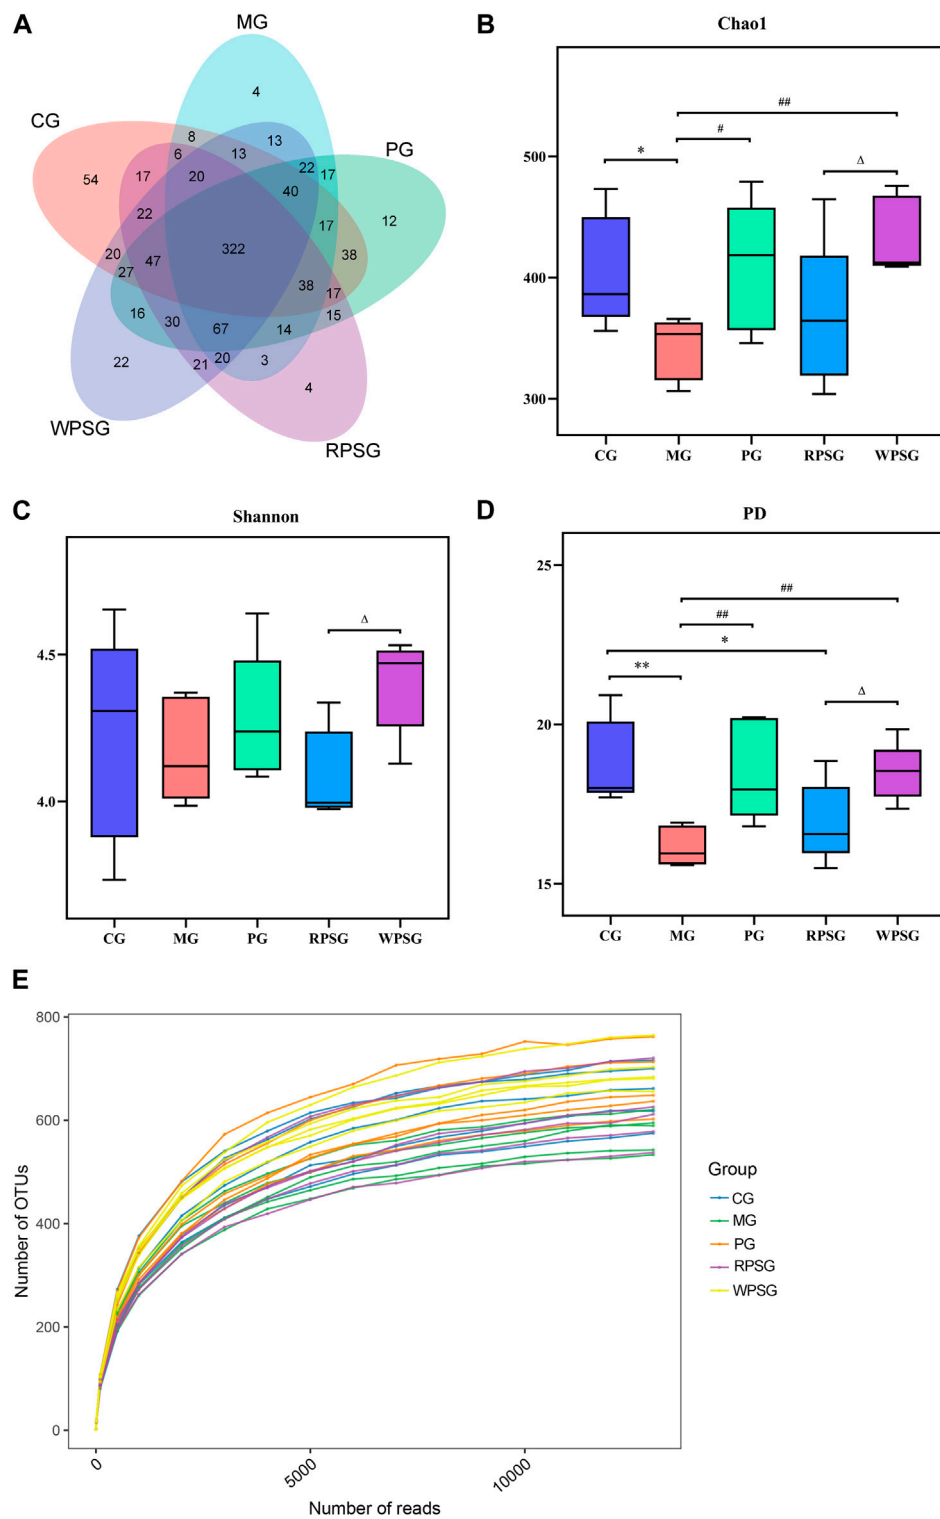 A
MG
CG
PG
4
8
13
6
13
22
17
54
17
20
40
12
22
17
20
47
322
38
27
38
17
16
30
67
14
15
22
21
20
3
4
WPSG
RPSG
B
Chao1
##
#
*
Δ
500
400
300
CG MG PG RPSG WPSG
C
Shannon
Δ
4.5
4.0
CG MG PG RPSG WPSG
D
PD
25
##
##
*
**
Δ
20
15
CG MG PG RPSG WPSG
E
800
600
400
200
0
Number of OTUs
0
5000
10000
Number of reads
Group
CG
MG
PG
RPSG
WPSG